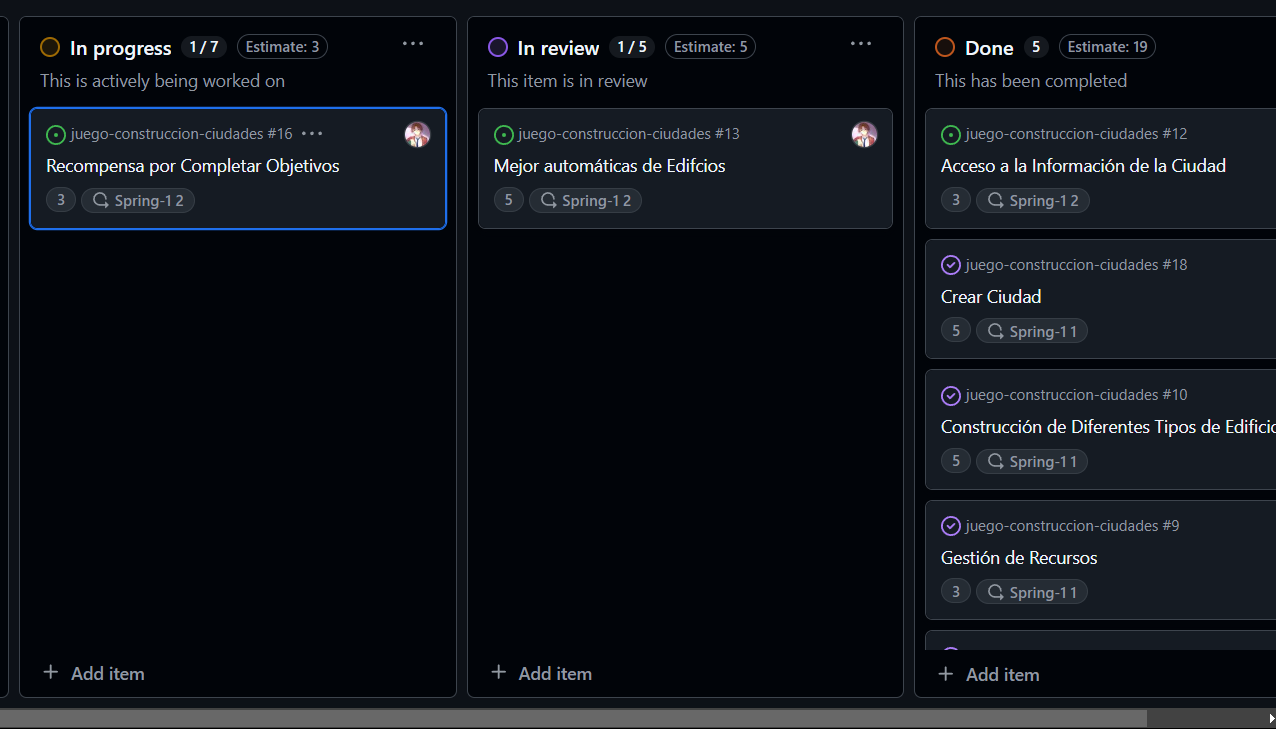 In progress 1 / 7 Estimate: 3
This is actively being worked on
juego-construccion-ciudades #16
Recompensa por Completar Objetivos
3 Spring-1 2
Add item
In review 1 / 5 Estimate: 5
This item is in review
juego-construccion-ciudades #13
Mejor automáticas de Edifcios
5 Spring-1 2
Add item
Done 5 Estimate: 19
This has been completed
juego-construccion-ciudades #12
Acceso a la Información de la Ciudad
3 Spring-1 2
juego-construccion-ciudades #18
Crear Ciudad
5 Spring-1 1
juego-construccion-ciudades #10
Construcción de Diferentes Tipos de Edificio
5 Spring-1 1
juego-construccion-ciudades #9
Gestión de Recursos
3 Spring-1 1
Add item